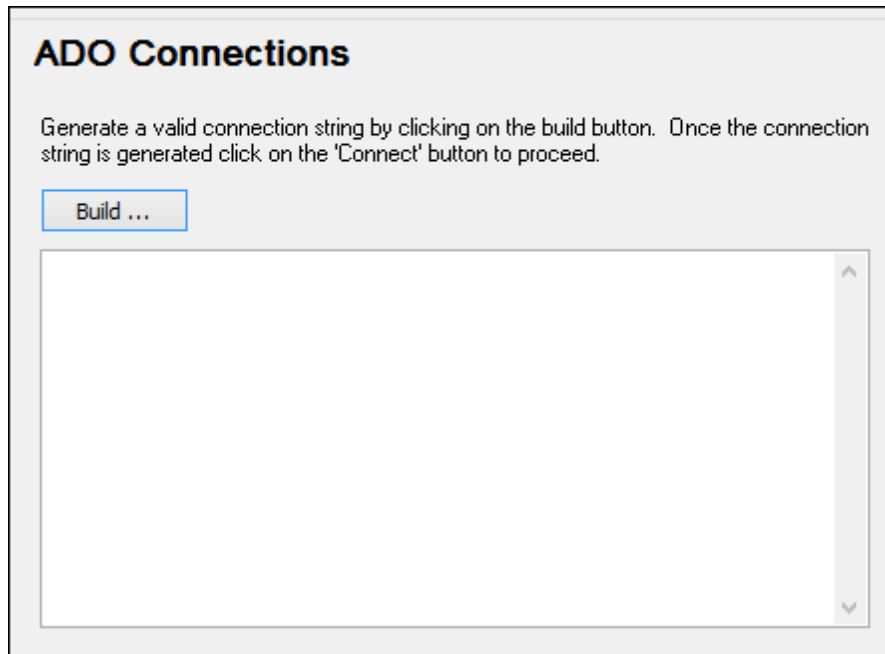 ADO Connections
Generate a valid connection string by clicking on the build button.  Once the connection
string is generated click on the 'Connect' button to proceed.
Build ...